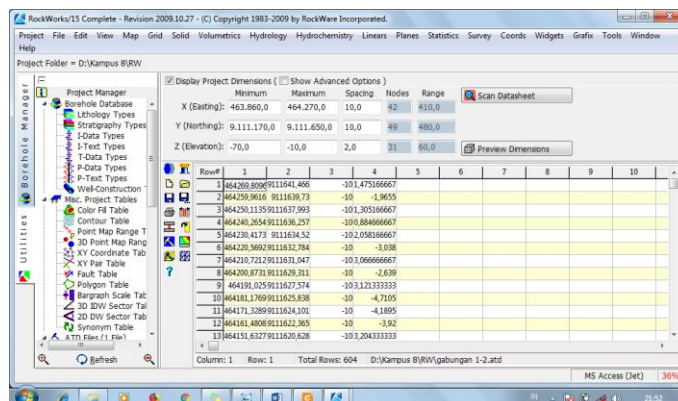 RockWorks/15 Complete - Revision 2009.10.27 - (C) Copyright 1983-2009 by RockWare Incorporated.
Project File Edit View Map Grid Solid Volumetrics Hydrology Hydrochemistry Linears Planes Statistics Survey Coords Widgets Grafix Tools Window
Help
Project Folder = D:\Kampus 8\RW
Borehole Manager
Utilities
Project Manager
Borehole Database
Lithology Types
Stratigraphy Types
I-Data Types
I-Text Types
T-Data Types
P-Data Types
P-Text Types
Well-Construction
Misc. Project Tables
Color Fill Table
Contour Table
Point Map Range T
3D Point Map Rang
XY Coordinate Tab
XY Pair Table
Fault Table
Polygon Table
Bargraph Scale Tab
3D IDW Sector Tal
2D DW Sector Table
Synonym Table
ATD Files (1 File)
Refresh
Display Project Dimensions ( Show Advanced Options )
Minimum Maximum Spacing Nodes Range
X (Easting): 463.860,0 464.270,0 10,0 42 410,0
Y (Northing): 9.111.170,0 9.111.650,0 10,0 49 480,0
Z (Elevation): -70,0 -10,0 2,0 31 60,0
Scan Datasheet
Preview Dimensions
Row# 1 2 3 4 5 6 7 8 9 10
1 464269,8096 9111641,466 -10 1,475166667
2 464259,9616 9111639,73 -10 -1,9655
3 464250,1135 9111637,993 -10 1,305166667
4 464240,2654 9111636,257 -10 0,884666667
5 464230,4173 9111634,52 -10 2,058166667
6 464220,5692 9111632,784 -10 -3,038
7 464210,7212 9111631,047 -10 3,066666667
8 464200,8731 9111629,311 -10 -2,639
9 464191,025 9111627,574 -10 3,121333333
10 464181,1769 9111625,838 -10 -4,7105
11 464171,3289 9111624,101 -10 -4,1895
12 464161,4808 9111622,365 -10 -3,92
13 464151,6327 9111620,628 -10 3,204333333
Column: 1 Row: 1 Total Rows: 604 D:\Kampus 8\RW\gabungan 1-2.atd
MS Access (Jet) 36%
IN 21:52